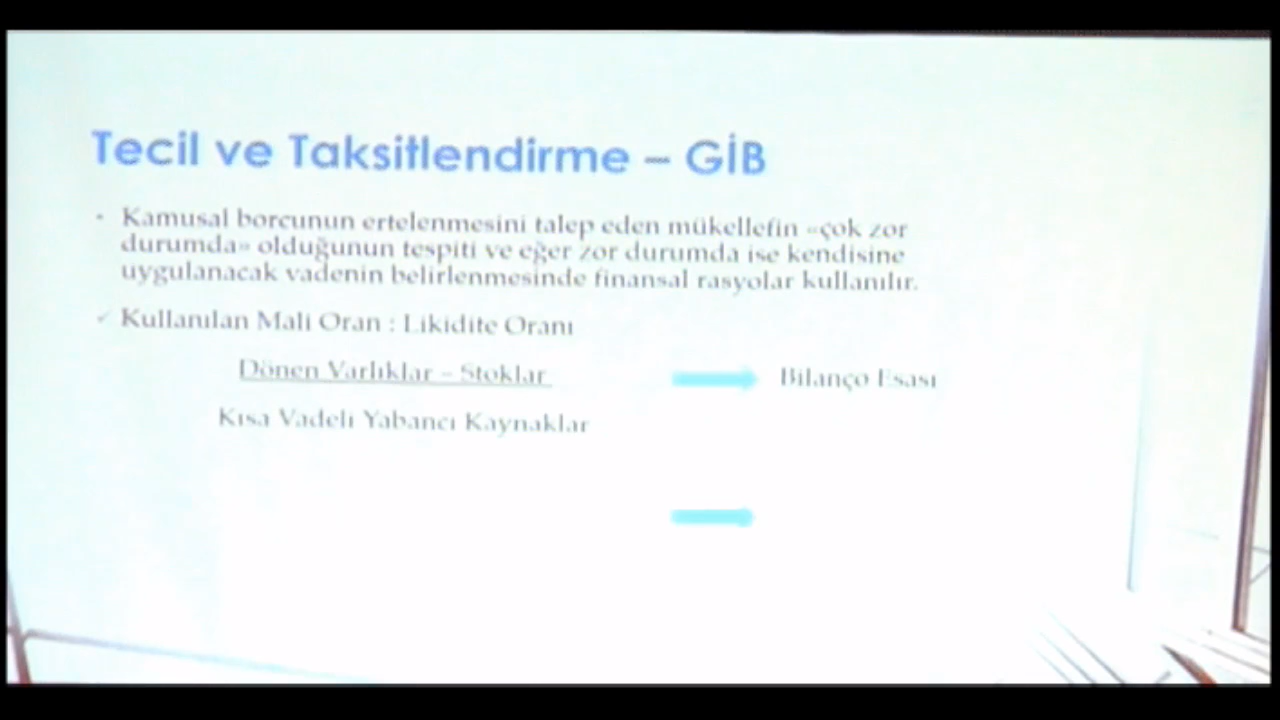 Tecil ve Taksitlendirme – GİB
• Kamusal borcunun ertelenmesini talep eden mükellefin «çok zor
durumda» olduğunun tespiti ve eğer zor durumda ise kendisine
uygulanacak vadenin belirlenmesinde finansal rasyolar kullanılır.
✓ Kullanılan Mali Oran : Likidite Oranı
Dönen Varlıklar – Stoklar
Bilanço Esası
Kısa Vadeli Yabancı Kaynaklar